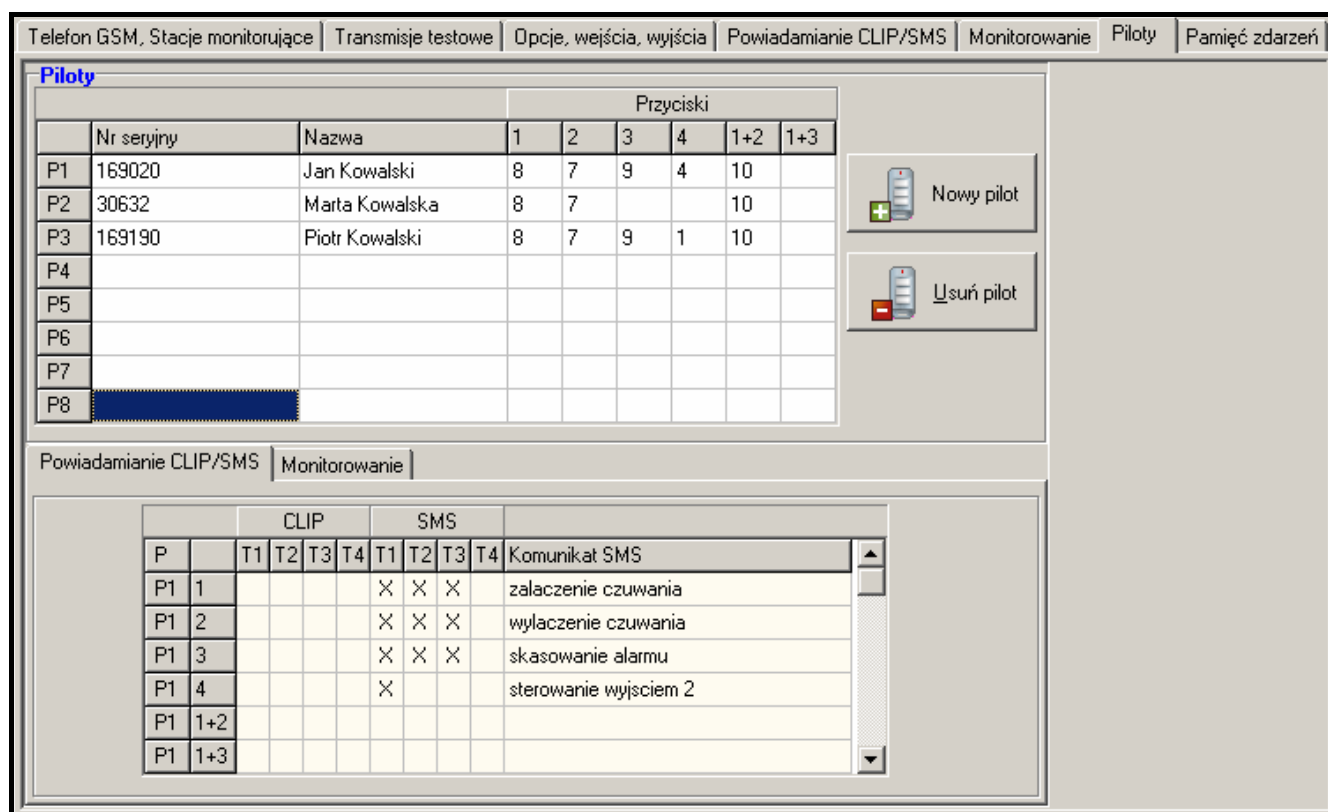 Telefon GSM, Stacje monitorujące Transmisje testowe Opcje, wejścia, wyjścia Powiadamianie CLIP/SMS Monitorowanie Piloty Pamięć zdarzeń
Piloty
Przyciski
Nr seryjny Nazwa 1 2 3 4 1+2 1+3
P1 169020 Jan Kowalski 8 7 9 4 10
P2 30632 Marta Kowalska 8 7 10
P3 169190 Piotr Kowalski 8 7 9 1 10
P4
P5
P6
P7
P8
Nowy pilot
Usuń pilot
Powiadamianie CLIP/SMS Monitorowanie
CLIP SMS
P T1 T2 T3 T4 T1 T2 T3 T4 Komunikat SMS
P1 1 X X X zalaczenie czuwania
P1 2 X X X wylaczenie czuwania
P1 3 X X X skasowanie alarmu
P1 4 X sterowanie wyjsciem 2
P1 1+2
P1 1+3